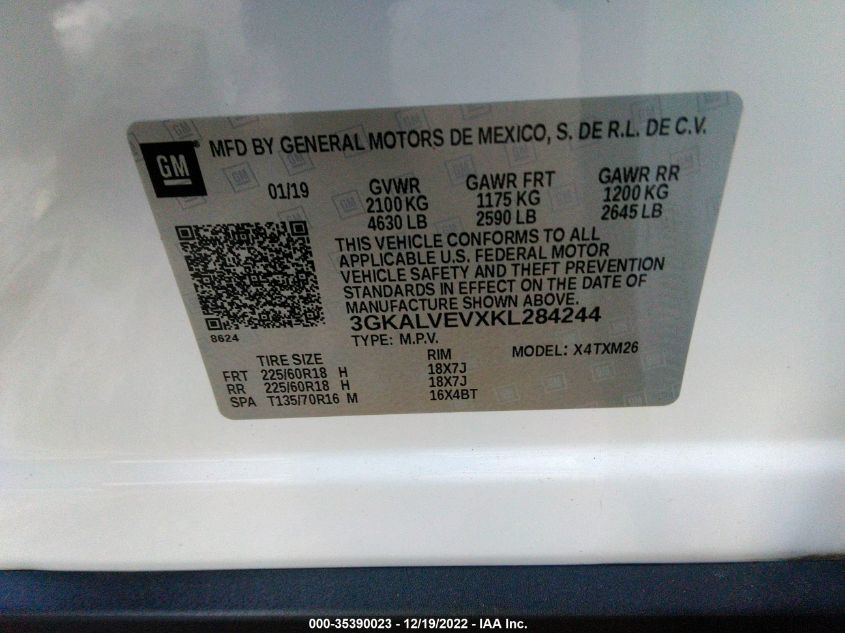 GM ® MFD BY GENERAL MOTORS DE MEXICO, S. DE R.L. DE C.V.
01/19 GVWR GAWR FRT GAWR RR
2100 KG 1175 KG 1200 KG
4630 LB 2590 LB 2645 LB
THIS VEHICLE CONFORMS TO ALL
APPLICABLE U.S. FEDERAL MOTOR
VEHICLE SAFETY AND THEFT PREVENTION
STANDARDS IN EFFECT ON THE DATE OF
MANUFACTURE SHOWN ABOVE.
3GKALVEVXKL284244
8624 TYPE: M.P.V. MODEL: X4TXM26
TIRE SIZE RIM
FRT 225/60R18 H 18X7J
RR 225/60R18 H 18X7J
SPA T135/70R16 M 16X4BT
000-35390023 - 12/19/2022 - IAA Inc.